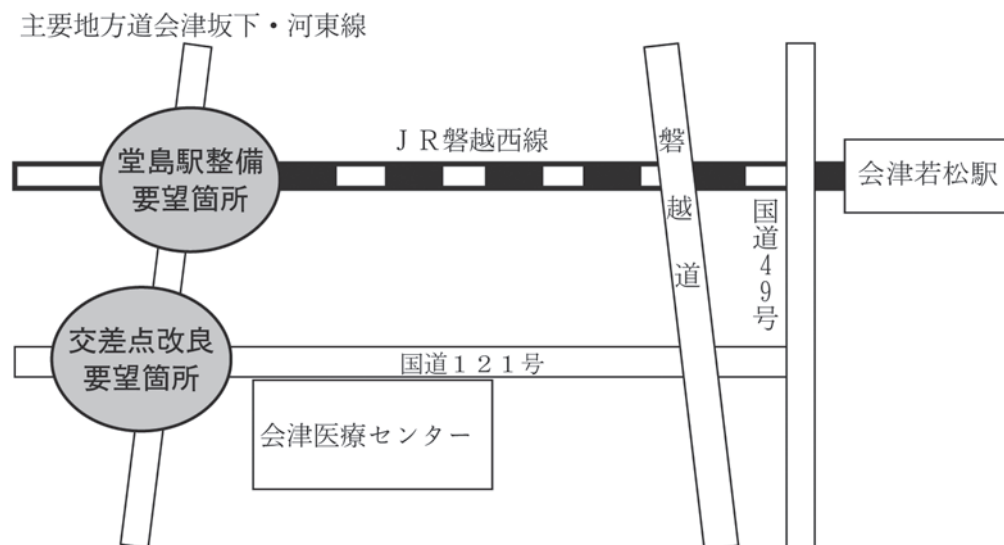 主要地方道会津坂下・河東線
ＪＲ磐越西線
堂島駅整備
要望箇所
磐越道
会津若松駅
国道49号
交差点改良
要望箇所
国道１２１号
会津医療センター